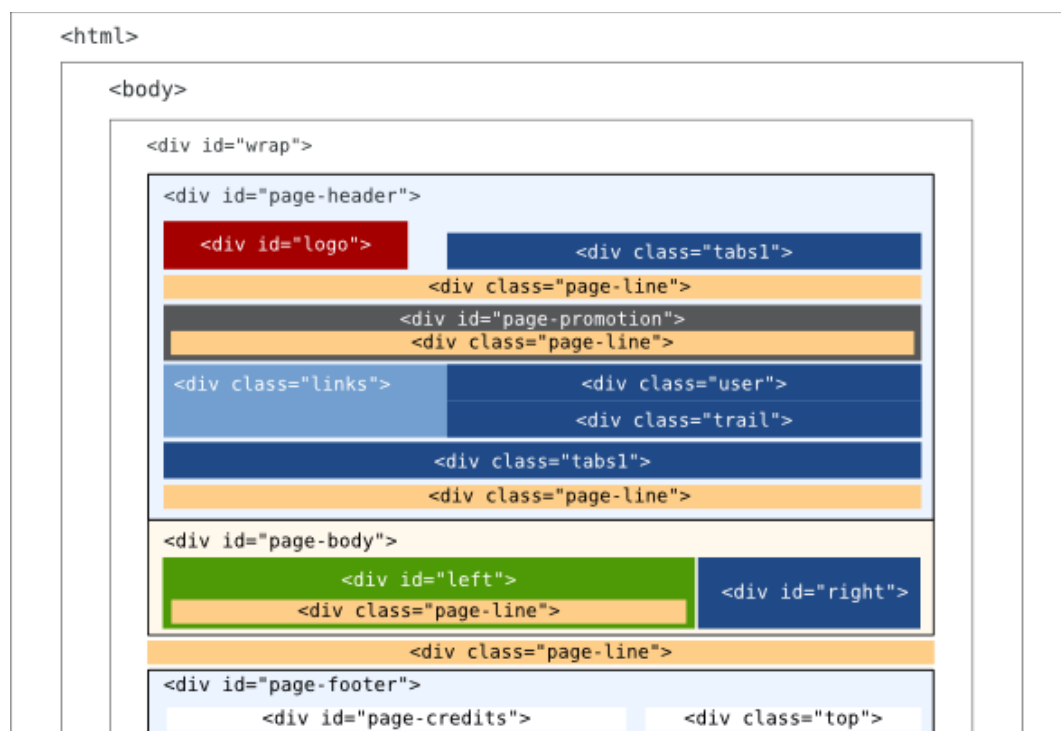 <html>
<body>
<div id="wrap">
<div id="page-header">
<div id="logo">
<div class="tabs1">
<div class="page-line">
<div id="page-promotion">
<div class="page-line">
<div class="links">
<div class="user">
<div class="trail">
<div class="tabs1">
<div class="page-line">
<div id="page-body">
<div id="left">
<div class="page-line">
<div id="right">
<div class="page-line">
<div id="page-footer">
<div id="page-credits">
<div class="top">